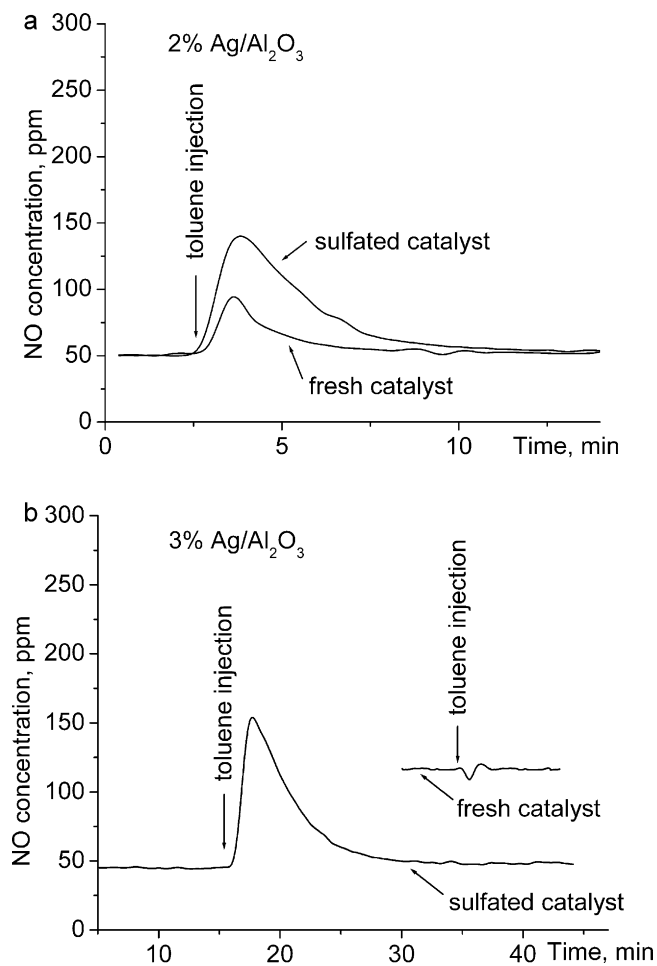 a
2% Ag/Al₂O₃
NO concentration, ppm
300
250
200
150
100
50
0
toluene injection
sulfated catalyst
fresh catalyst
0
5
10
Time, min
b
3% Ag/Al₂O₃
NO concentration, ppm
300
250
200
150
100
50
0
toluene injection
toluene injection
fresh catalyst
sulfated catalyst
10
20
30
40
Time, min